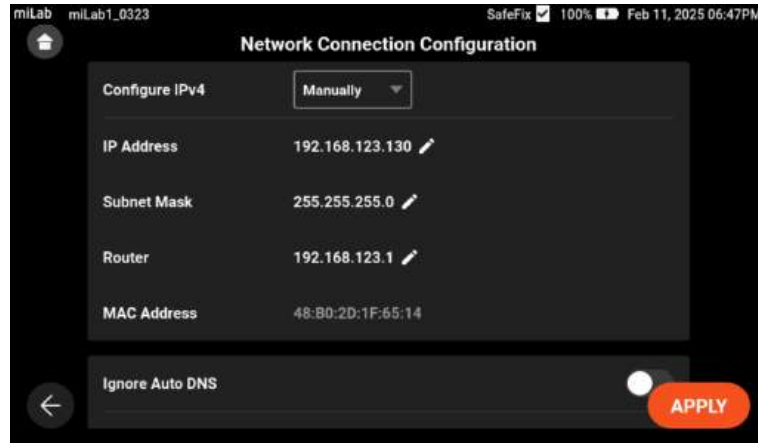 miLab miLab1_0323 SafeFix 100% Feb 11, 2025 06:47PM
Network Connection Configuration
Configure IPv4 Manually
IP Address 192.168.123.130
Subnet Mask 255.255.255.0
Router 192.168.123.1
MAC Address 48:B0:2D:1F:65:14
Ignore Auto DNS
APPLY